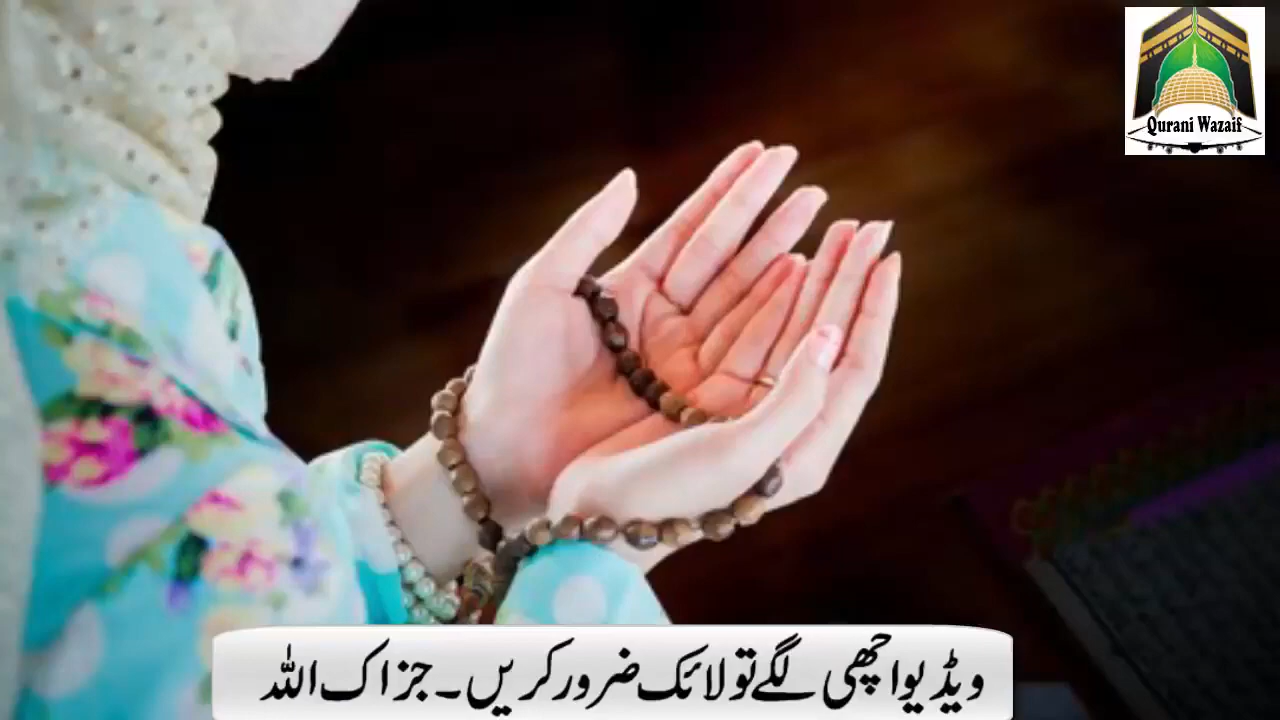 Qurani Wazaif
ویڈیو اچھی لگے تو لائک ضرور کریں۔ جزاک اللہ